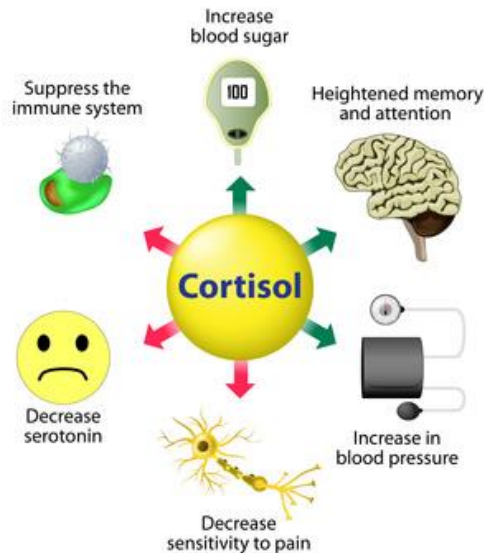 Increase
blood sugar
100
Suppress the
immune system
Heightened memory
and attention
Cortisol
Decrease
serotonin
Increase in
blood pressure
Decrease
sensitivity to pain